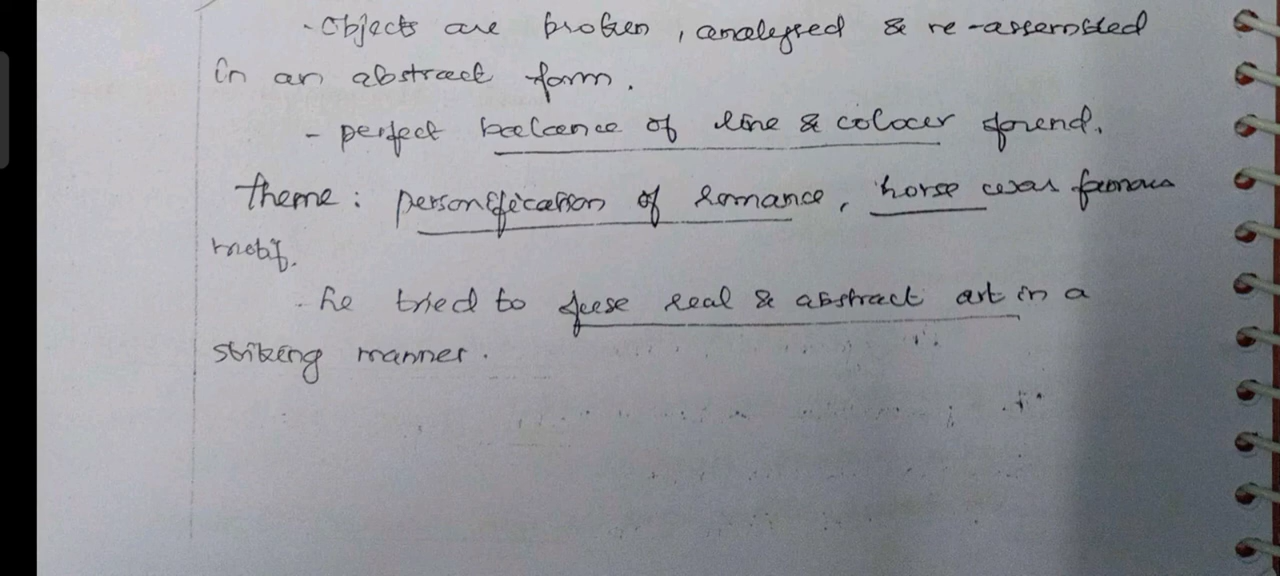 - Objects are broken, analysed & re-assembled
in an abstract form.
- perfect balance of line & colour found.
theme : personification of romance, horse was famous
motif.
- he tried to fuse real & abstract art in a
striking manner.